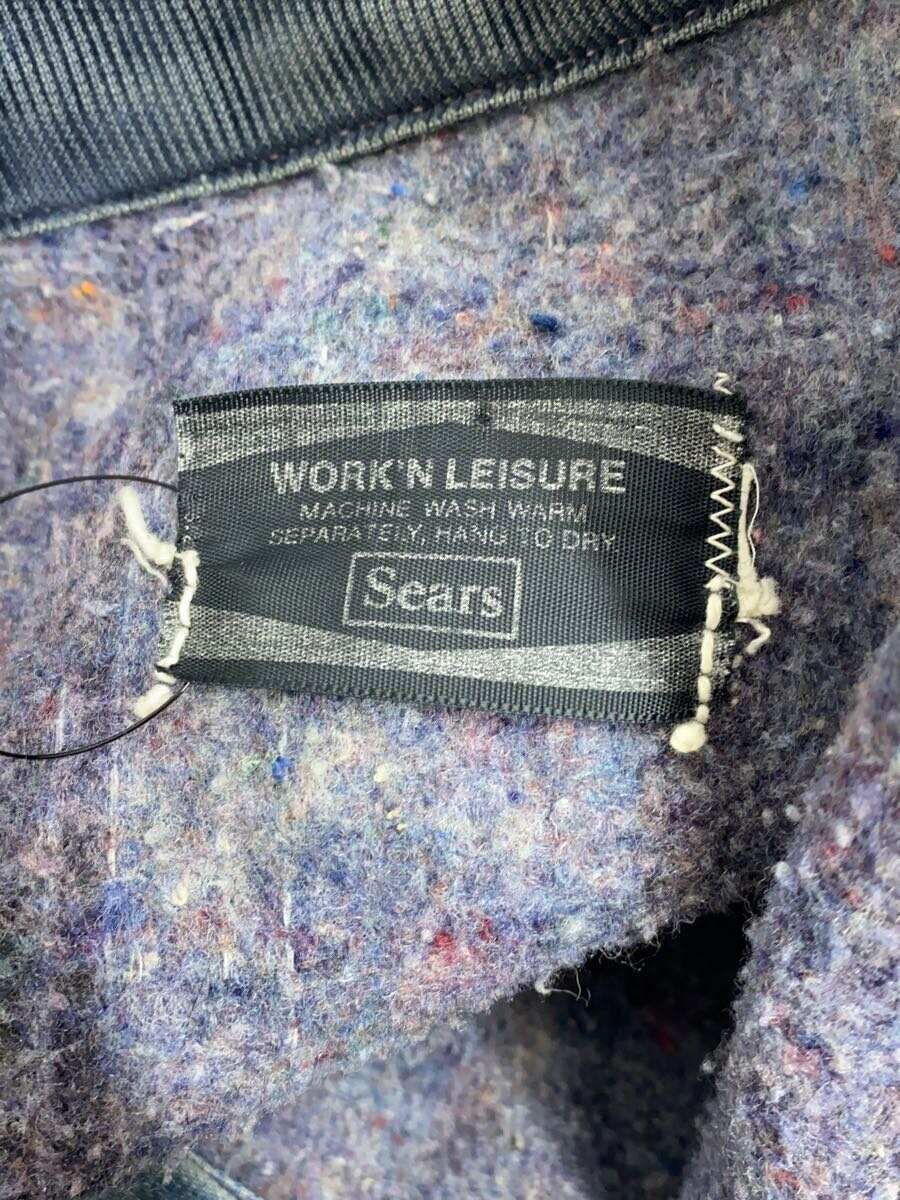 WORK'N LEISURE
MACHINE WASH WARM
SEPARATELY, HANG TO DRY
Sears